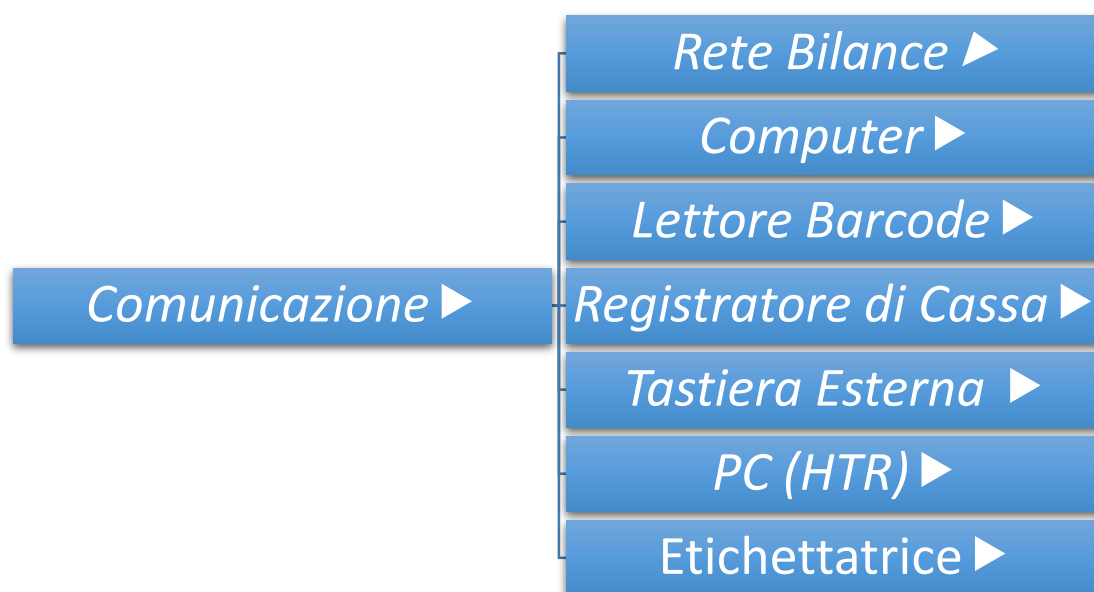 Rete Bilance ▶
Computer ▶
Lettore Barcode ▶
Comunicazione ▶
Registratore di Cassa ▶
Tastiera Esterna ▶
PC (HTR) ▶
Etichettatrice ▶